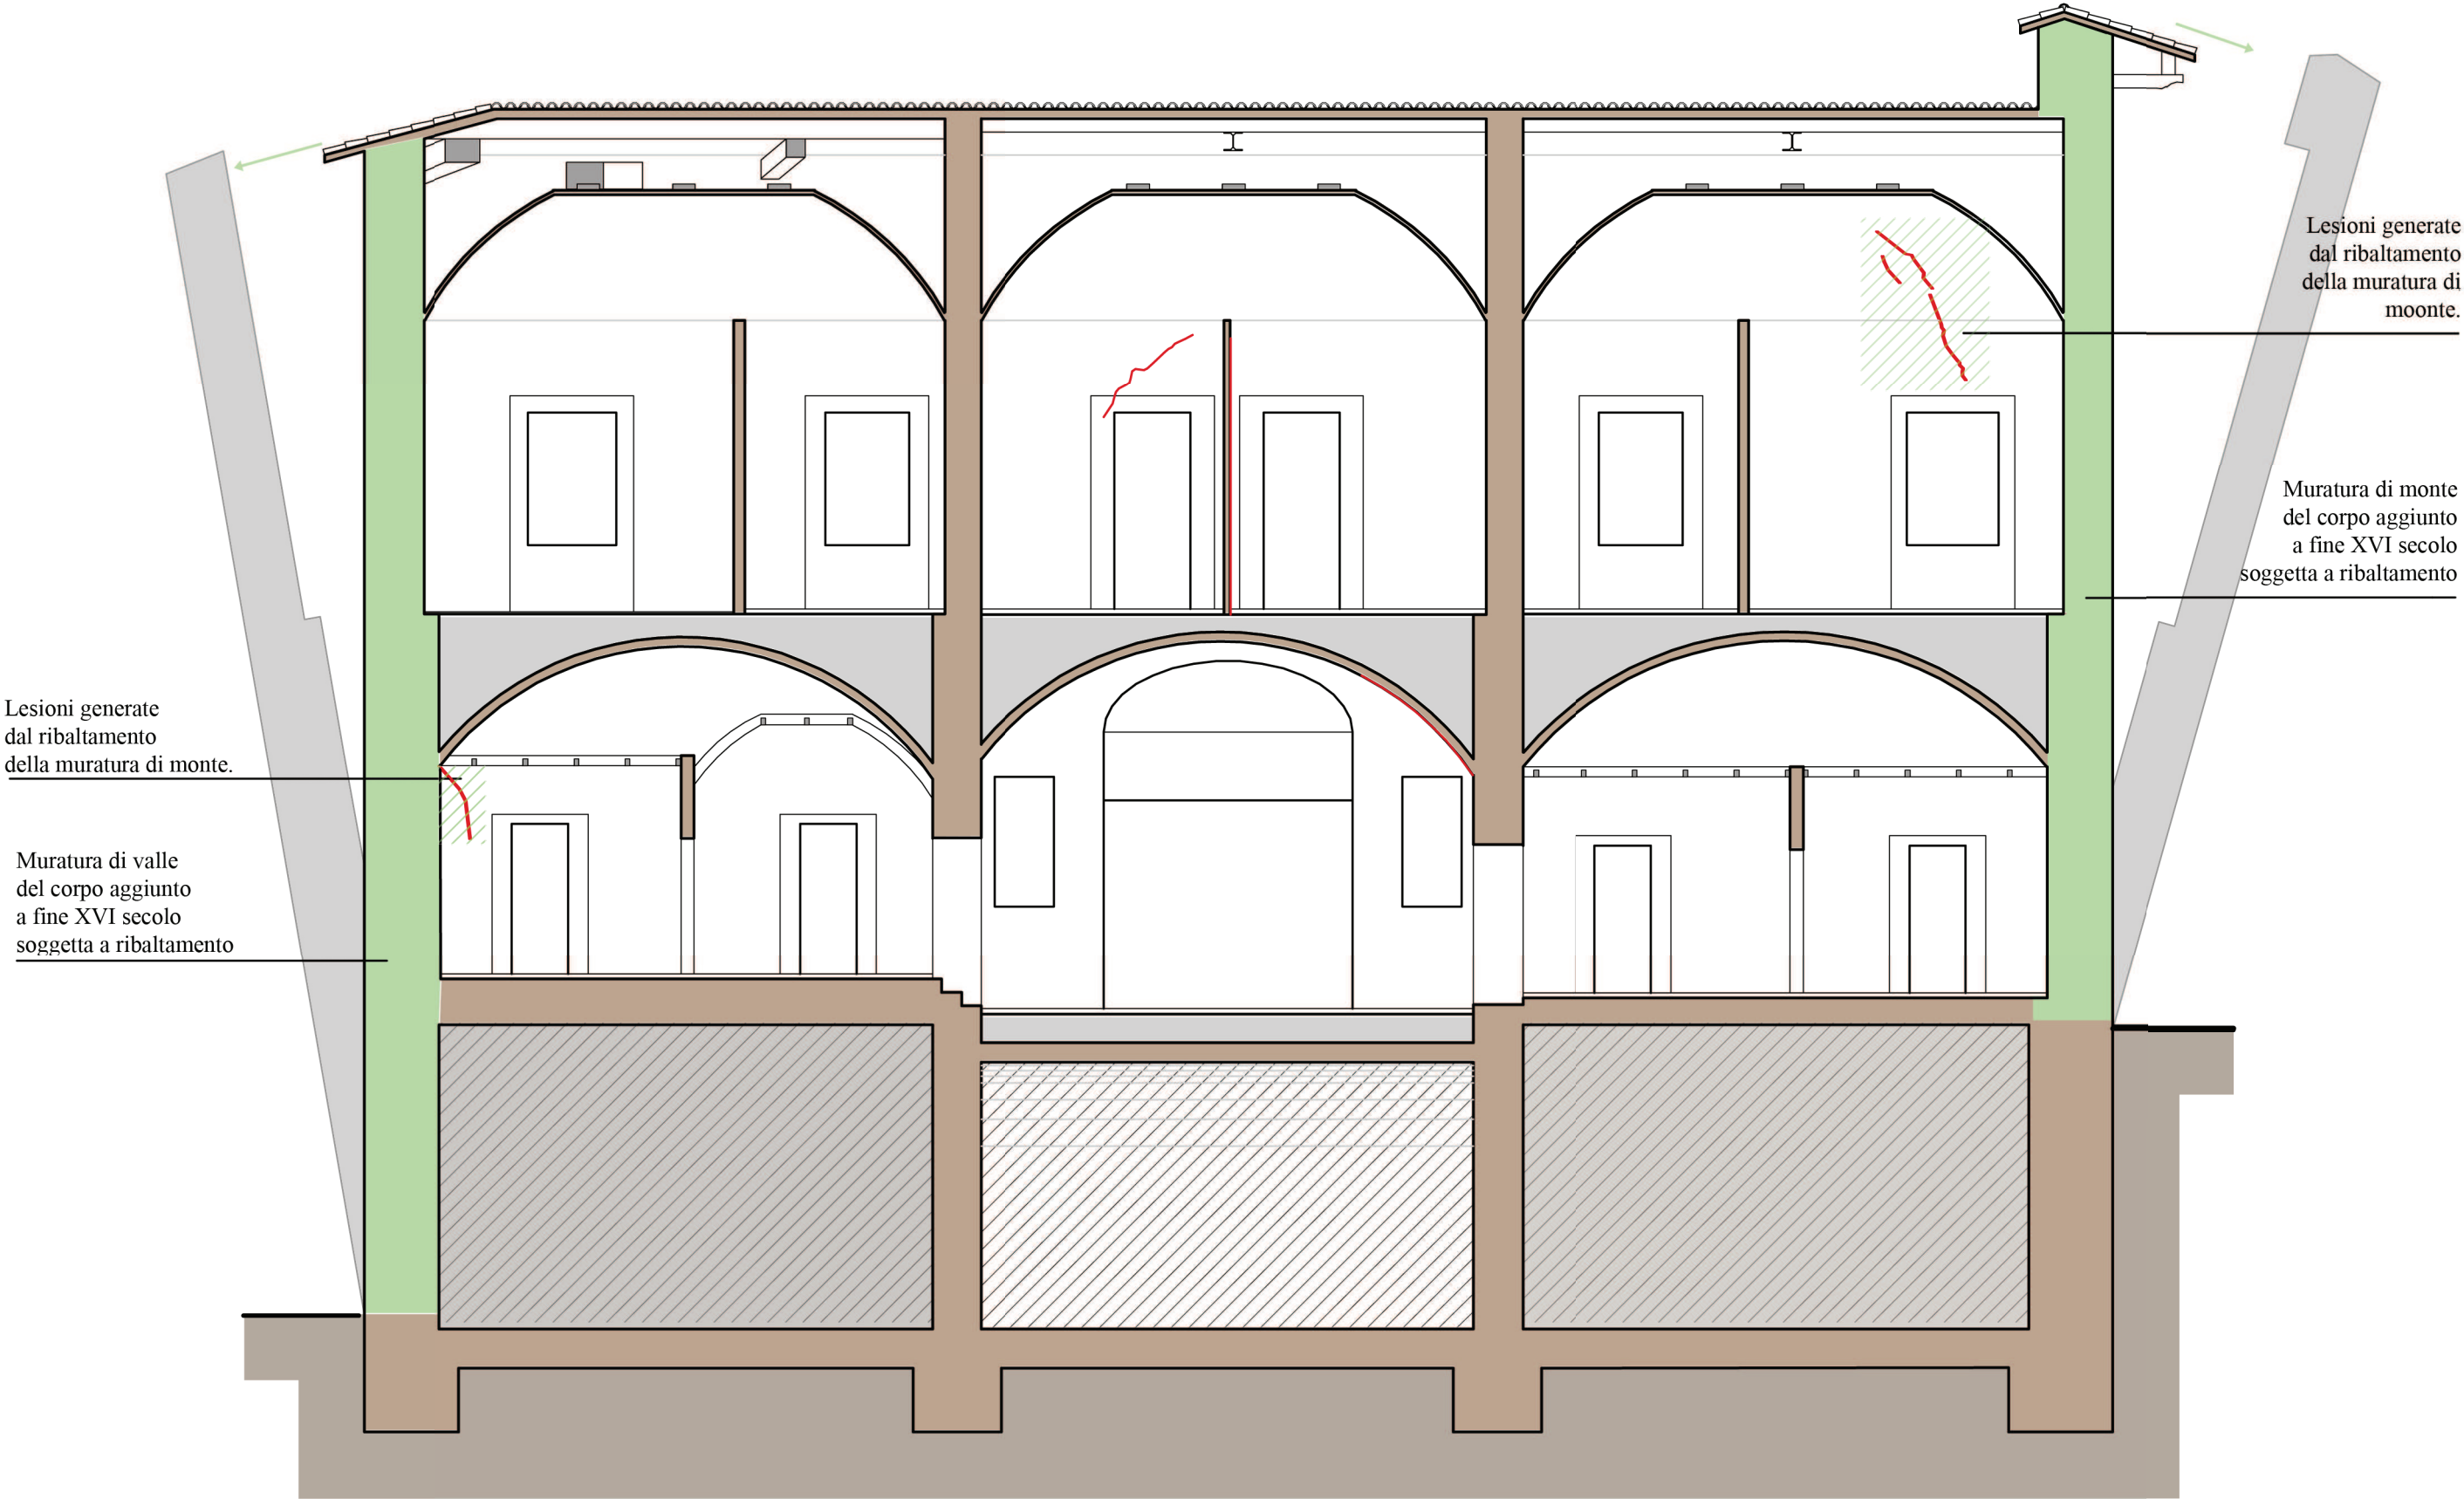 Lesioni generate
dal ribaltamento
della muratura di
moonte.
Muratura di monte
del corpo aggiunto
a fine XVI secolo
soggetta a ribaltamento
Lesioni generate
dal ribaltamento
della muratura di monte.
Muratura di valle
del corpo aggiunto
a fine XVI secolo
soggetta a ribaltamento